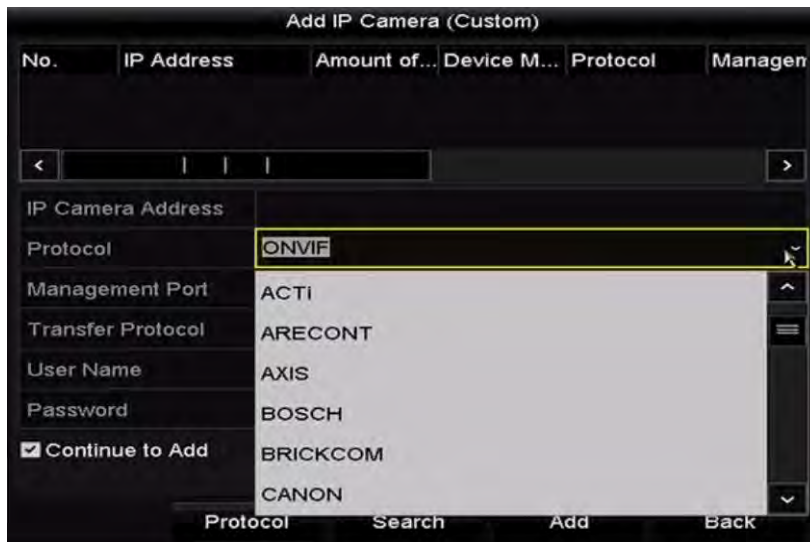 Add IP Camera (Custom)
No. IP Address Amount of... Device M... Protocol Managem
IP Camera Address
Protocol ONVIF
Management Port ACTi
Transfer Protocol ARECONT
User Name AXIS
Password BOSCH
Continue to Add BRICKCOM
CANON
Protocol Search Add Back